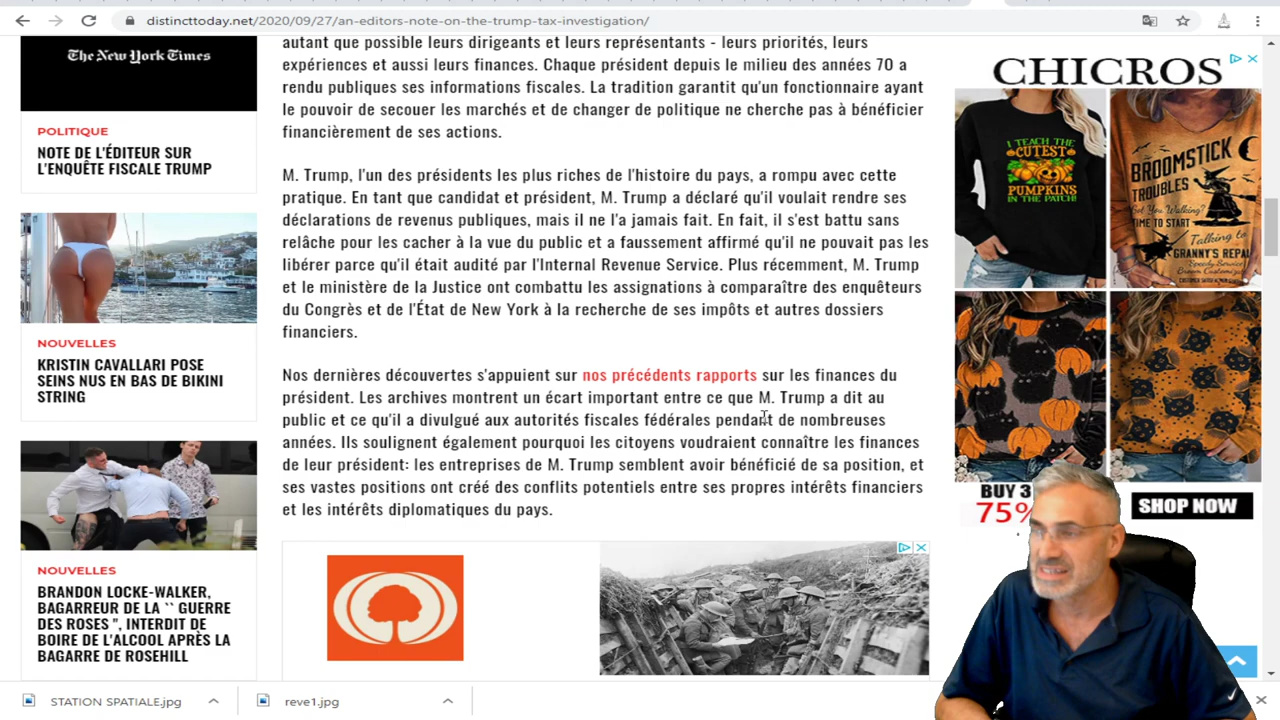 distincttoday.net/2020/09/27/an-editors-note-on-the-trump-tax-investigation/
The New York Times
POLITIQUE
NOTE DE L'ÉDITEUR SUR
L'ENQUÊTE FISCALE TRUMP
NOUVELLES
KRISTIN CAVALLARI POSE
SEINS NUS EN BAS DE BIKINI
STRING
NOUVELLES
BRANDON LOCKE-WALKER,
BAGARREUR DE LA `` GUERRE
DES ROSES '', INTERDIT DE
BOIRE DE L'ALCOOL APRÈS LA
BAGARRE DE ROSEHILL
autant que possible leurs dirigeants et leurs représentants - leurs priorités, leurs
expériences et aussi leurs finances. Chaque président depuis le milieu des années 70 a
rendu publiques ses informations fiscales. La tradition garantit qu'un fonctionnaire ayant
le pouvoir de secouer les marchés et de changer de politique ne cherche pas à bénéficier
financièrement de ses actions.
M. Trump, l'un des présidents les plus riches de l'histoire du pays, a rompu avec cette
pratique. En tant que candidat et président, M. Trump a déclaré qu'il voulait rendre ses
déclarations de revenus publiques, mais il ne l'a jamais fait. En fait, il s'est battu sans
relâche pour les cacher à la vue du public et a faussement affirmé qu'il ne pouvait pas les
libérer parce qu'il était audité par l'Internal Revenue Service. Plus récemment, M. Trump
et le ministère de la Justice ont combattu les assignations à comparaître des enquêteurs
du Congrès et de l'État de New York à la recherche de ses impôts et autres dossiers
financiers.
Nos dernières découvertes s'appuient sur nos précédents rapports sur les finances du
président. Les archives montrent un écart important entre ce que M. Trump a dit au
public et ce qu'il a divulgué aux autorités fiscales fédérales pendant de nombreuses
années. Ils soulignent également pourquoi les citoyens voudraient connaître les finances
de leur président: les entreprises de M. Trump semblent avoir bénéficié de sa position, et
ses vastes positions ont créé des conflits potentiels entre ses propres intérêts financiers
et les intérêts diplomatiques du pays.
CHICROS
I TEACH THE
CUTEST
PUMPKINS
IN THE PATCH!
BROOMSTICK
TROUBLES
Got You Walking?
TIME TO START
Talking to
GRANNY'S REPAI
BUY 3
75%
SHOP NOW
STATION SPATIALE.jpg
reve1.jpg